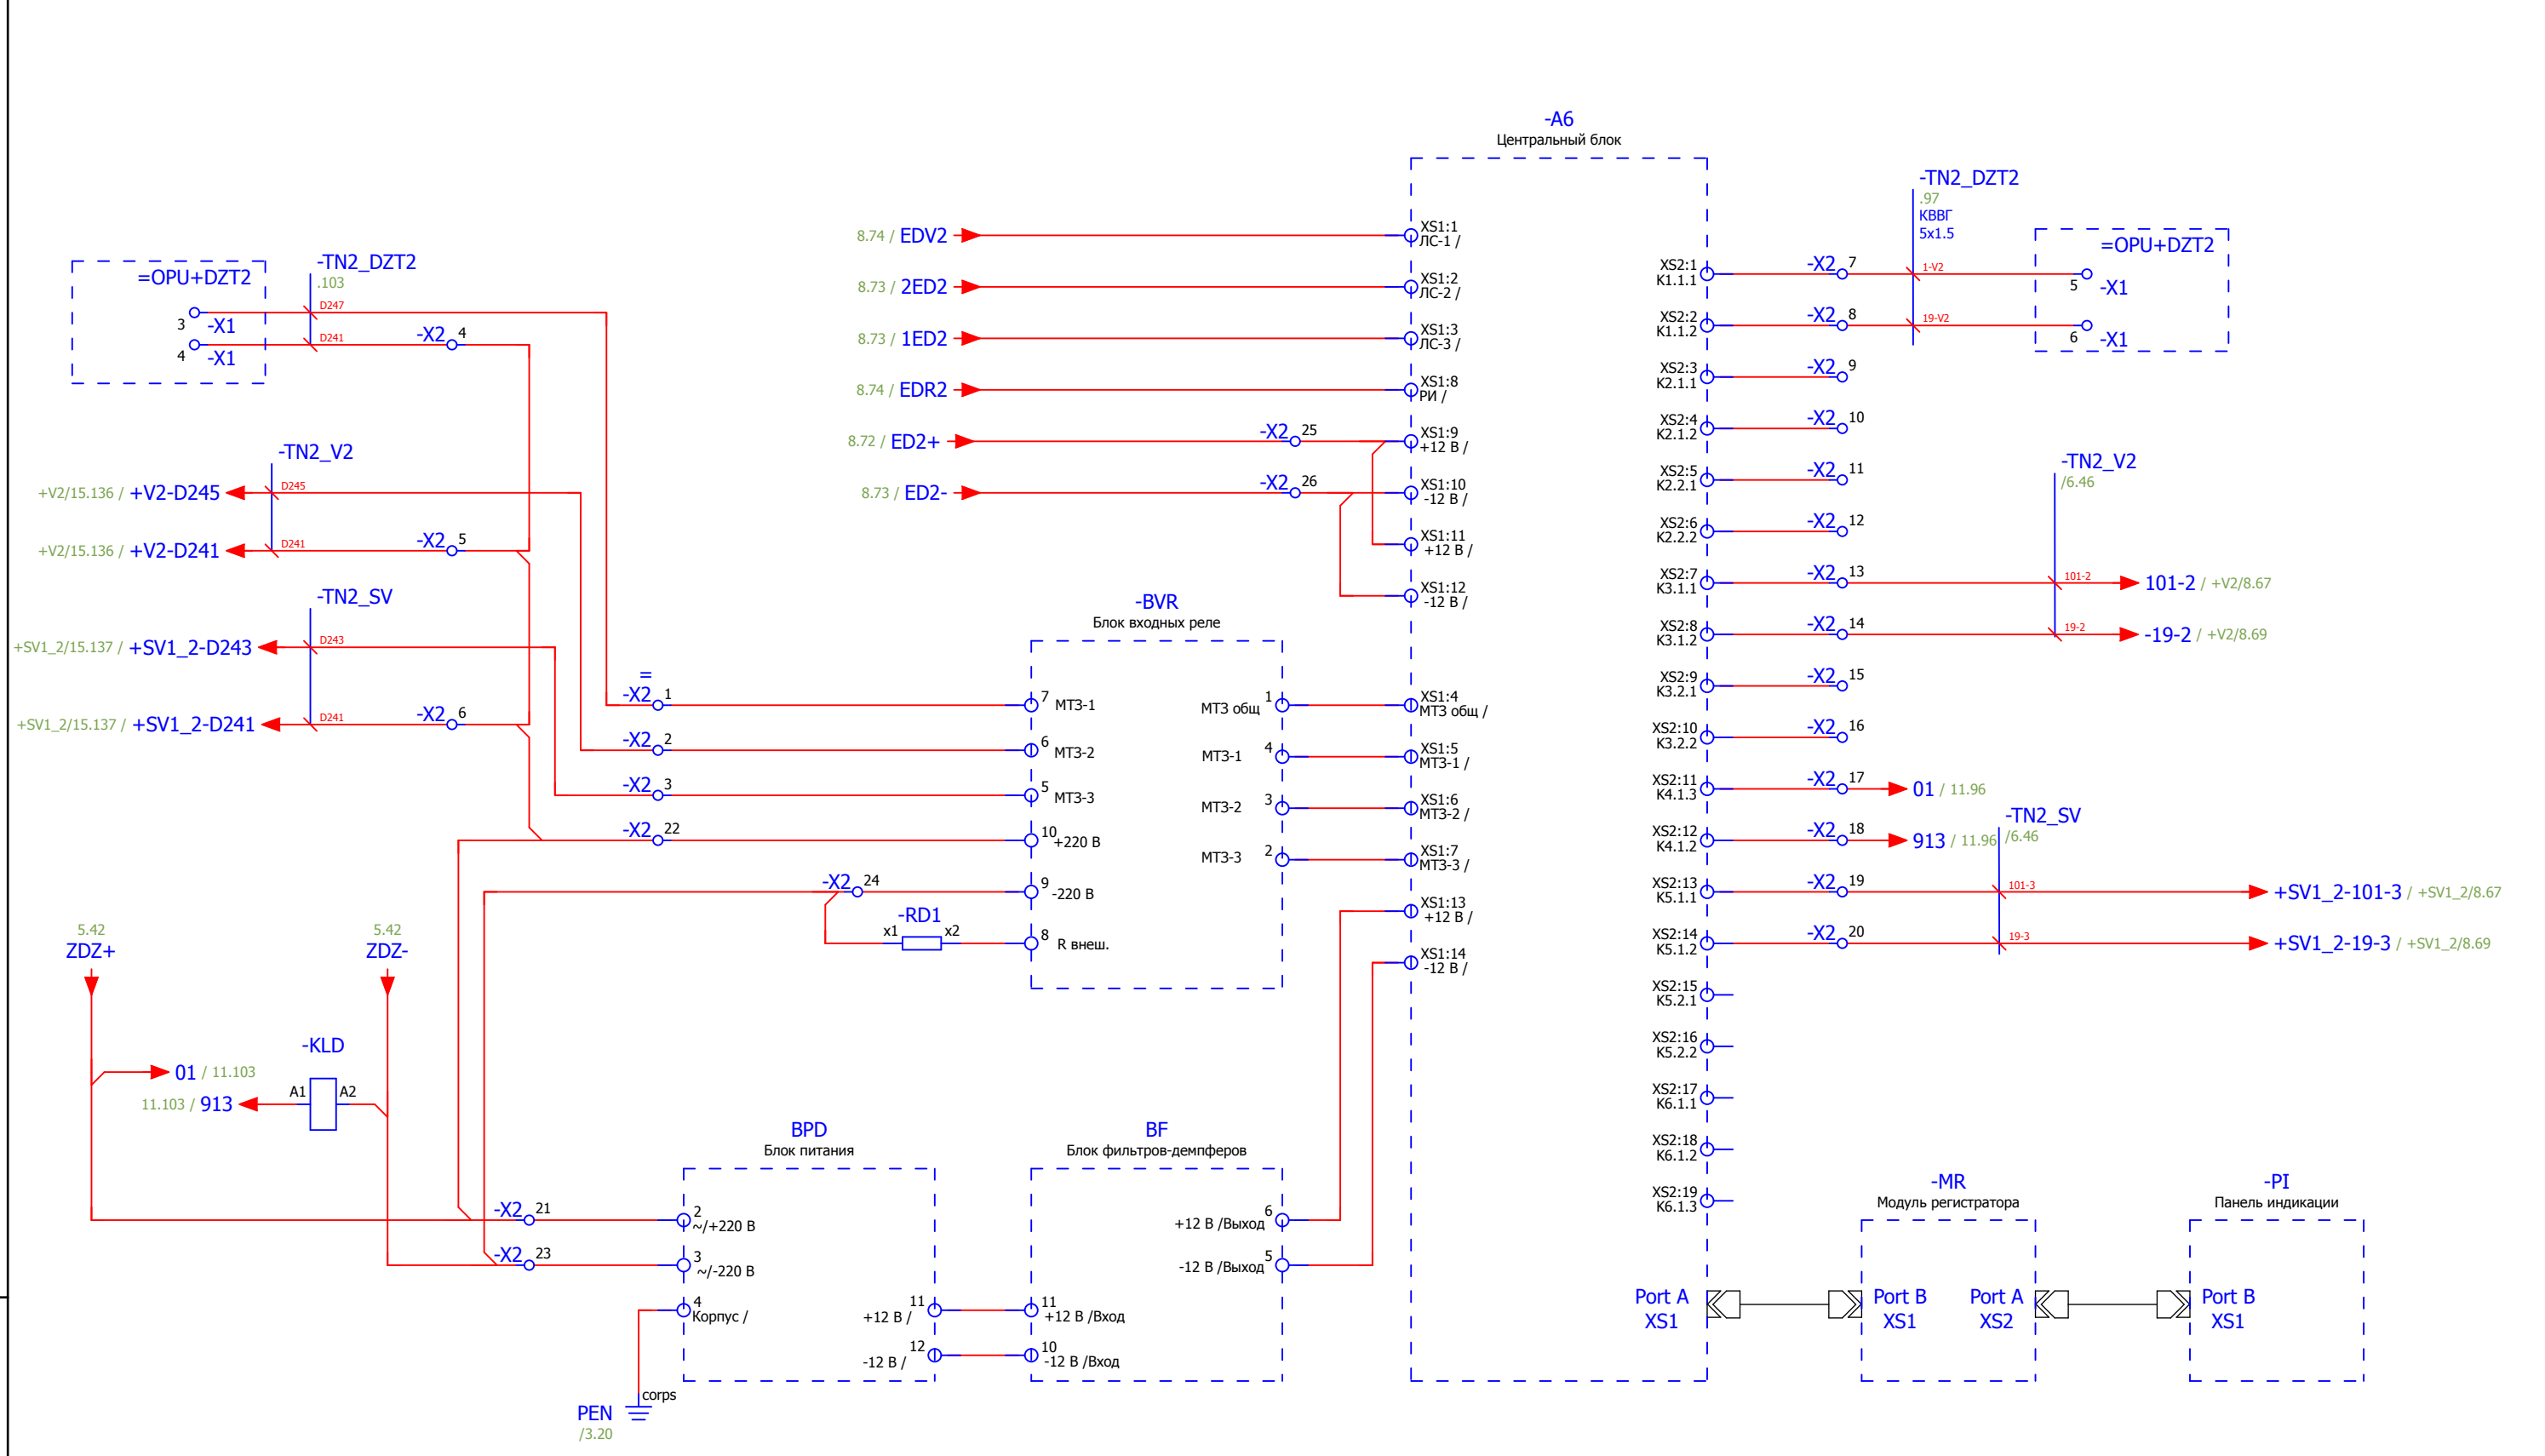 -A6
Центральный блок
8.74 / EDV2
8.73 / 2ED2
8.73 / 1ED2
8.74 / EDR2
8.72 / ED2+
-X2 25
8.73 / ED2-
-X2 26
XS1:1
ЛС-1 /
XS1:2
ЛС-2 /
XS1:3
ЛС-3 /
XS1:8
РИ /
XS1:9
+12 В /
XS1:10
-12 В /
XS1:11
+12 В /
XS1:12
-12 В /
XS1:4
МТЗ общ /
XS1:5
МТЗ-1 /
XS1:6
МТЗ-2 /
XS1:7
МТЗ-3 /
XS1:13
+12 В /
XS1:14
-12 В /
=OPU+DZT2
3 -X1
4 -X1
-TN2_DZT2
.103
D247
D241
-X2 4
-TN2_V2
+V2/15.136 / +V2-D245
D245
+V2/15.136 / +V2-D241
D241
-X2 5
-TN2_SV
+SV1_2/15.137 / +SV1_2-D243
D243
+SV1_2/15.137 / +SV1_2-D241
D241
-X2 6
=
-X2 1
-X2 2
-X2 3
-X2 22
-X2 24
-RD1
x1 x2
-BVR
Блок входных реле
7
МТЗ-1
6
МТЗ-2
5
МТЗ-3
10
+220 В
9
-220 В
8
R внеш.
1
МТЗ общ
4
МТЗ-1
3
МТЗ-2
2
МТЗ-3
5.42
ZDZ+
5.42
ZDZ-
01 / 11.103
-KLD
A1 A2
11.103 / 913
-X2 21
-X2 23
BPD
Блок питания
2
~/+220 В
3
~/-220 В
4
Корпус /
11
+12 В /
12
-12 В /
corps
PEN
/3.20
BF
Блок фильтров-демпферов
6
+12 В /Выход
5
-12 В /Выход
11
+12 В /Вход
10
-12 В /Вход
XS2:1
K1.1.1
-X2 7
XS2:2
K1.1.2
-X2 8
XS2:3
K2.1.1
-X2 9
XS2:4
K2.1.2
-X2 10
XS2:5
K2.2.1
-X2 11
XS2:6
K2.2.2
-X2 12
XS2:7
K3.1.1
-X2 13
XS2:8
K3.1.2
-X2 14
XS2:9
K3.2.1
-X2 15
XS2:10
K3.2.2
-X2 16
XS2:11
K4.1.3
-X2 17
01 / 11.96
XS2:12
K4.1.2
-X2 18
913 / 11.96
XS2:13
K5.1.1
-X2 19
XS2:14
K5.1.2
-X2 20
XS2:15
K5.2.1
XS2:16
K5.2.2
XS2:17
K6.1.1
XS2:18
K6.1.2
XS2:19
K6.1.3
-TN2_DZT2
.97
КВВГ
5x1.5
1-V2
19-V2
=OPU+DZT2
5 -X1
6 -X1
-TN2_V2
/6.46
101-2
101-2 / +V2/8.67
19-2
-19-2 / +V2/8.69
-TN2_SV
/6.46
101-3
+SV1_2-101-3 / +SV1_2/8.67
19-3
+SV1_2-19-3 / +SV1_2/8.69
-MR
Модуль регистратора
-PI
Панель индикации
Port A
XS1
Port B
XS1
Port A
XS2
Port B
XS1